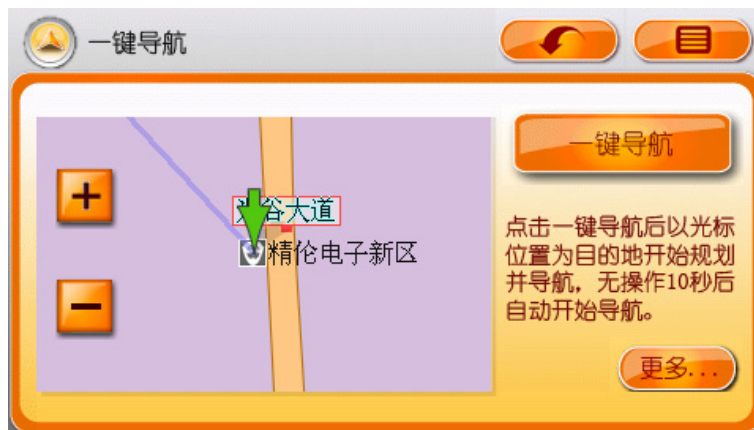 一键导航
一键导航
谷大道
精伦电子新区
点击一键导航后以光标
位置为目的地开始规划
并导航，无操作10秒后
自动开始导航。
更多...